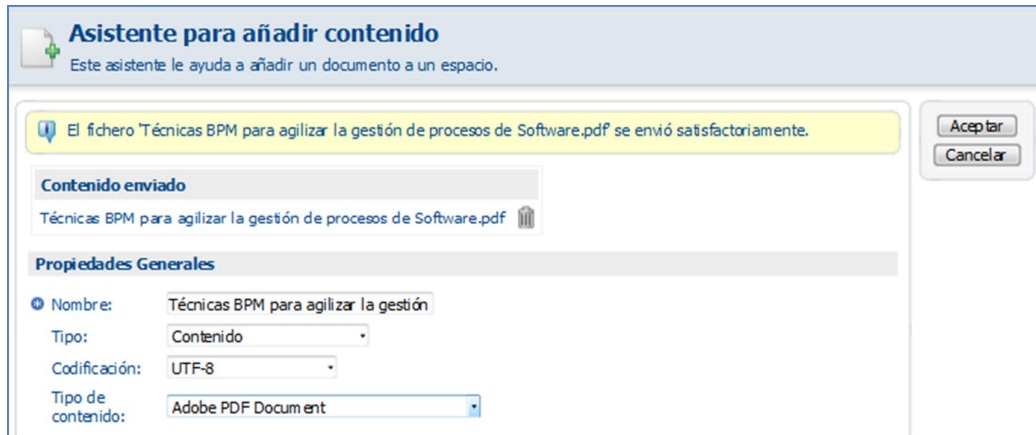 Asistente para añadir contenido
Este asistente le ayuda a añadir un documento a un espacio.
El fichero 'Técnicas BPM para agilizar la gestión de procesos de Software.pdf' se envió satisfactoriamente.
Aceptar
Cancelar
Contenido enviado
Técnicas BPM para agilizar la gestión de procesos de Software.pdf
Propiedades Generales
Nombre: Técnicas BPM para agilizar la gestión
Tipo: Contenido
Codificación: UTF-8
Tipo de
contenido: Adobe PDF Document